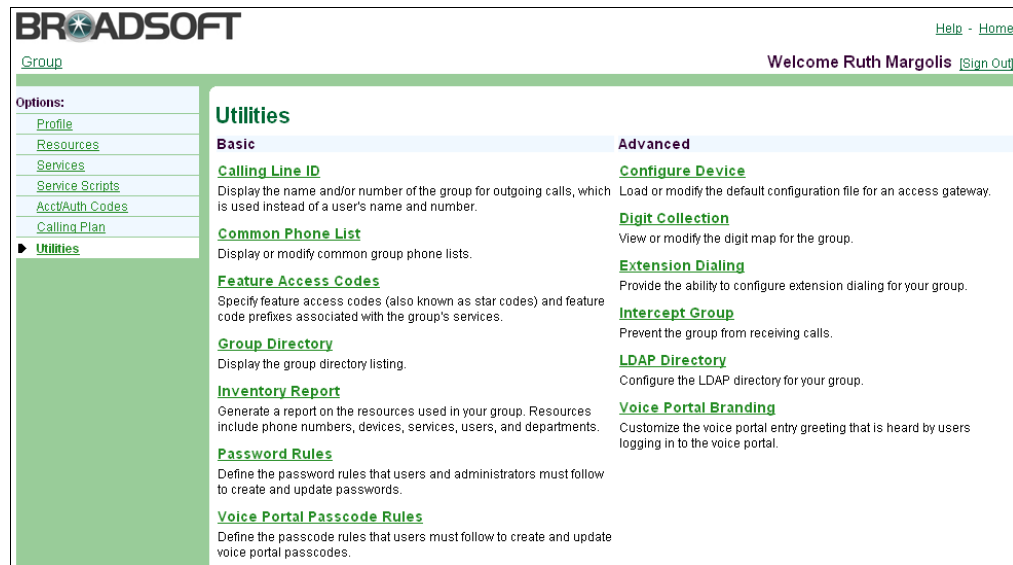 BROADSOFT
Help - Home
Group
Welcome Ruth Margolis [Sign Out]
Options:
Profile
Resources
Services
Service Scripts
Acct/Auth Codes
Calling Plan
Utilities
Utilities
Basic
Calling Line ID
Display the name and/or number of the group for outgoing calls, which
is used instead of a user's name and number.
Common Phone List
Display or modify common group phone lists.
Feature Access Codes
Specify feature access codes (also known as star codes) and feature
code prefixes associated with the group's services.
Group Directory
Display the group directory listing.
Inventory Report
Generate a report on the resources used in your group. Resources
include phone numbers, devices, services, users, and departments.
Password Rules
Define the password rules that users and administrators must follow
to create and update passwords.
Voice Portal Passcode Rules
Define the passcode rules that users must follow to create and update
voice portal passcodes.
Advanced
Configure Device
Load or modify the default configuration file for an access gateway.
Digit Collection
View or modify the digit map for the group.
Extension Dialing
Provide the ability to configure extension dialing for your group.
Intercept Group
Prevent the group from receiving calls.
LDAP Directory
Configure the LDAP directory for your group.
Voice Portal Branding
Customize the voice portal entry greeting that is heard by users
logging in to the voice portal.